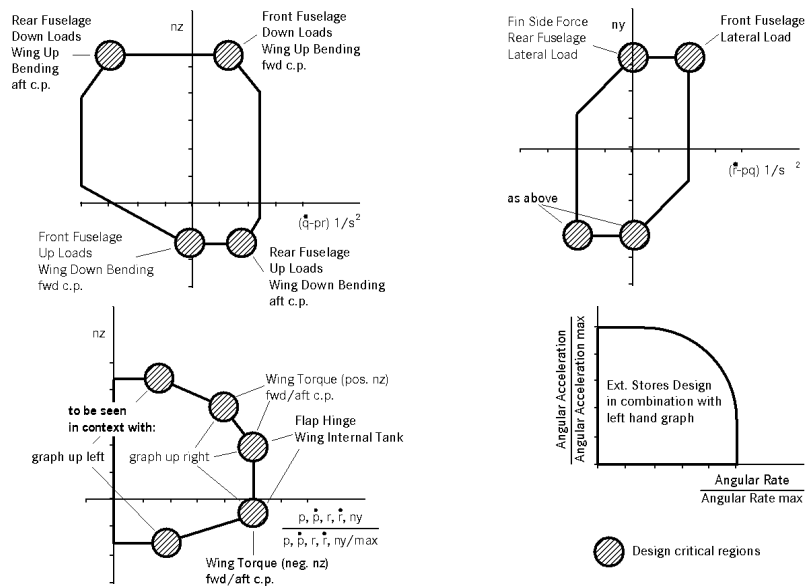 Rear Fuselage
Down Loads
Wing Up
Bending
aft c.p.
nz
Front Fuselage
Down Loads
Wing Up Bending
fwd c.p.
(q̇-pr) 1/s²
Front Fuselage
Up Loads
Wing Down Bending
fwd c.p.
Rear Fuselage
Up Loads
Wing Down Bending
aft c.p.
Fin Side Force
Rear Fuselage
Lateral Load
ny
Front Fuselage
Lateral Load
(ṙ-pq) 1/s ²
as above
nz
Wing Torque (pos. nz)
fwd/aft c.p.
to be seen
in context with:
Flap Hinge
Wing Internal Tank
graph up left
graph up right
p, ṗ, r, ṙ, ny
p, ṗ, r, ṙ, ny/max
Wing Torque (neg. nz)
fwd/aft c.p.
Angular Acceleration
Angular Acceleration max
Ext. Stores Design
in combination with
left hand graph
Angular Rate
Angular Rate max
Design critical regions